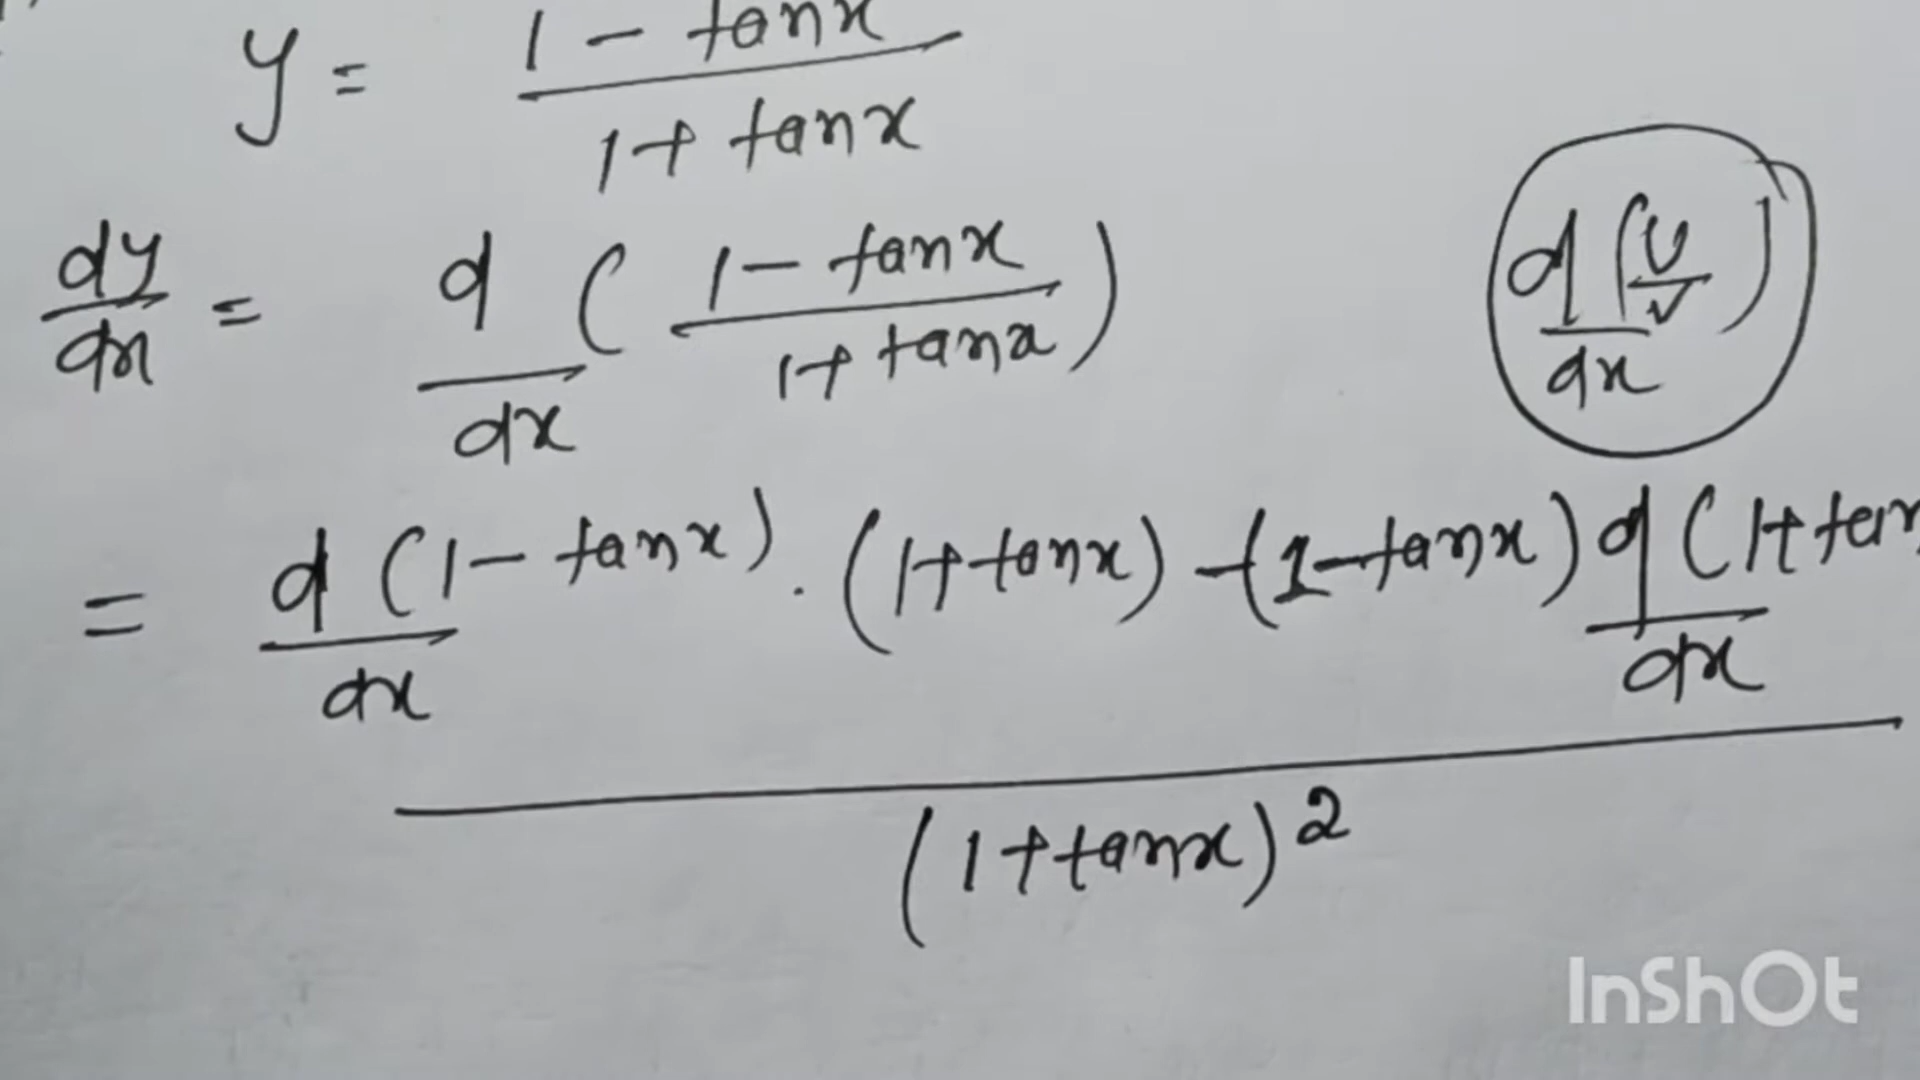 y = 1 - tanx / 1 + tanx
dy/dx = d/dx ( 1 - tanx / 1 + tanx ) d/dx (u/v)
= d/dx (1 - tanx) . (1 + tanx) - (1 - tanx) d/dx (1 + tan
(1 + tanx)²
InShOt